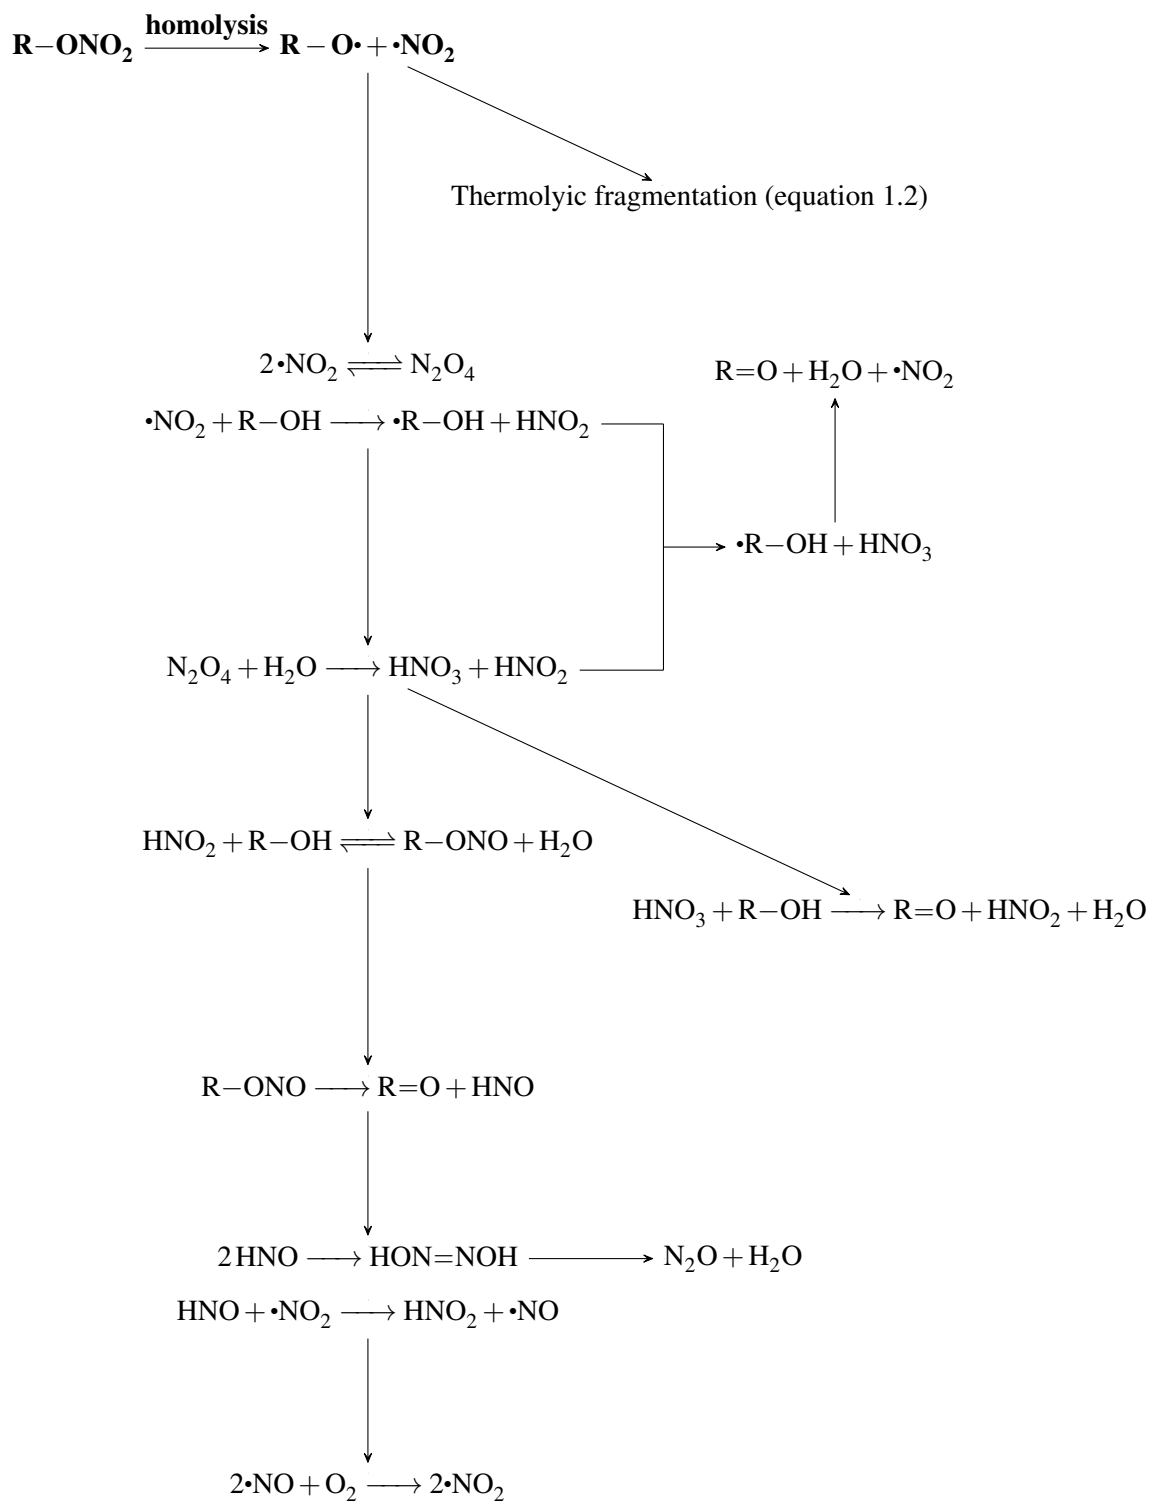 R−ONO₂ homolysis⟶ R − O• + •NO₂
Thermolyic fragmentation (equation 1.2)
2 •NO₂ ⇌ N₂O₄
R=O + H₂O + •NO₂
•NO₂ + R−OH ⟶ •R−OH + HNO₂
•R−OH + HNO₃
N₂O₄ + H₂O ⟶ HNO₃ + HNO₂
HNO₂ + R−OH ⇌ R−ONO + H₂O
HNO₃ + R−OH ⟶ R=O + HNO₂ + H₂O
R−ONO ⟶ R=O + HNO
2 HNO ⟶ HON=NOH ⟶ N₂O + H₂O
HNO + •NO₂ ⟶ HNO₂ + •NO
2•NO + O₂ ⟶ 2•NO₂